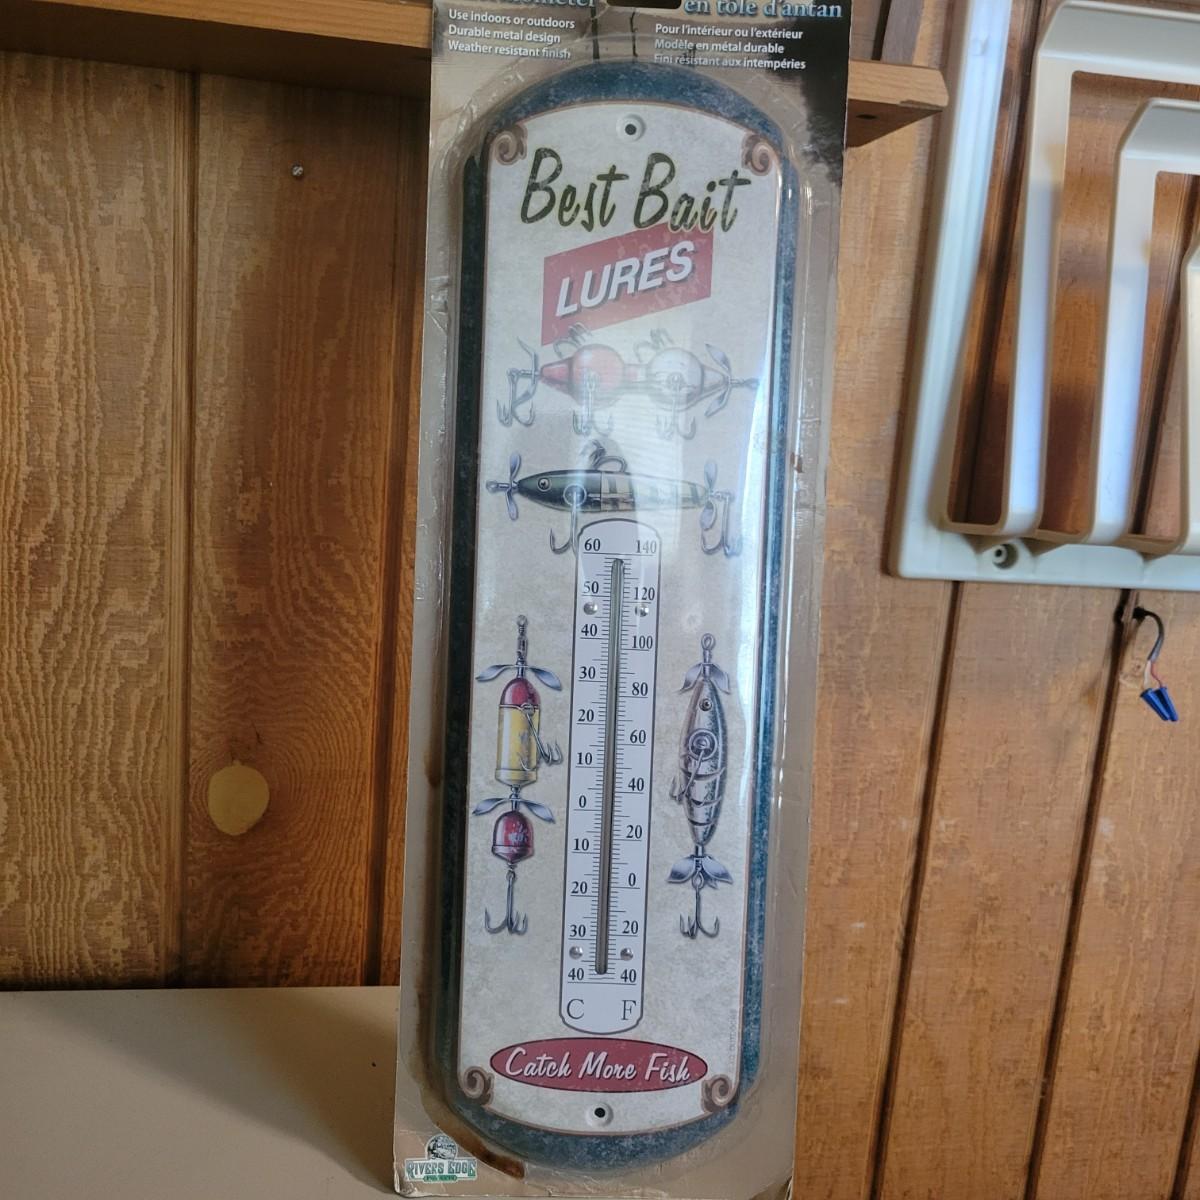 en tôle d'antan
Use indoors or outdoors
Durable metal design
Weather resistant finish
Pour l'intérieur ou l'extérieur
Modèle en métal durable
Fini résistant aux intempéries
Best Bait
LURES
60 140
50 120
40 100
30 80
20 60
10 40
0 20
10 0
20 20
30 40
40
C F
Catch More Fish
RIVERS EDGE